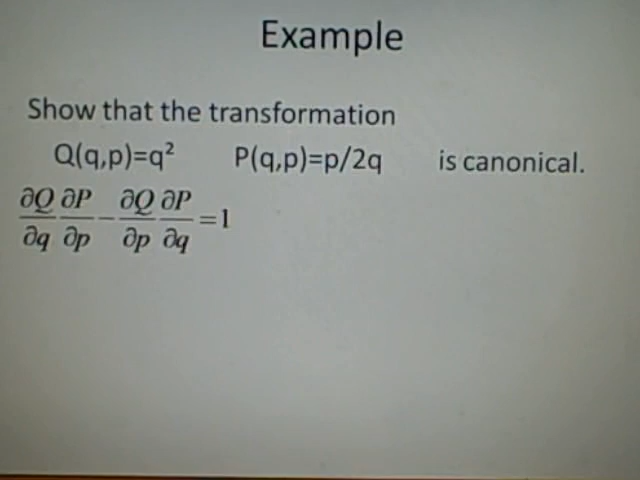 Example
Show that the transformation
Q(q,p)=q² P(q,p)=p/2q is canonical.
∂Q/∂q ∂P/∂p − ∂Q/∂p ∂P/∂q =1